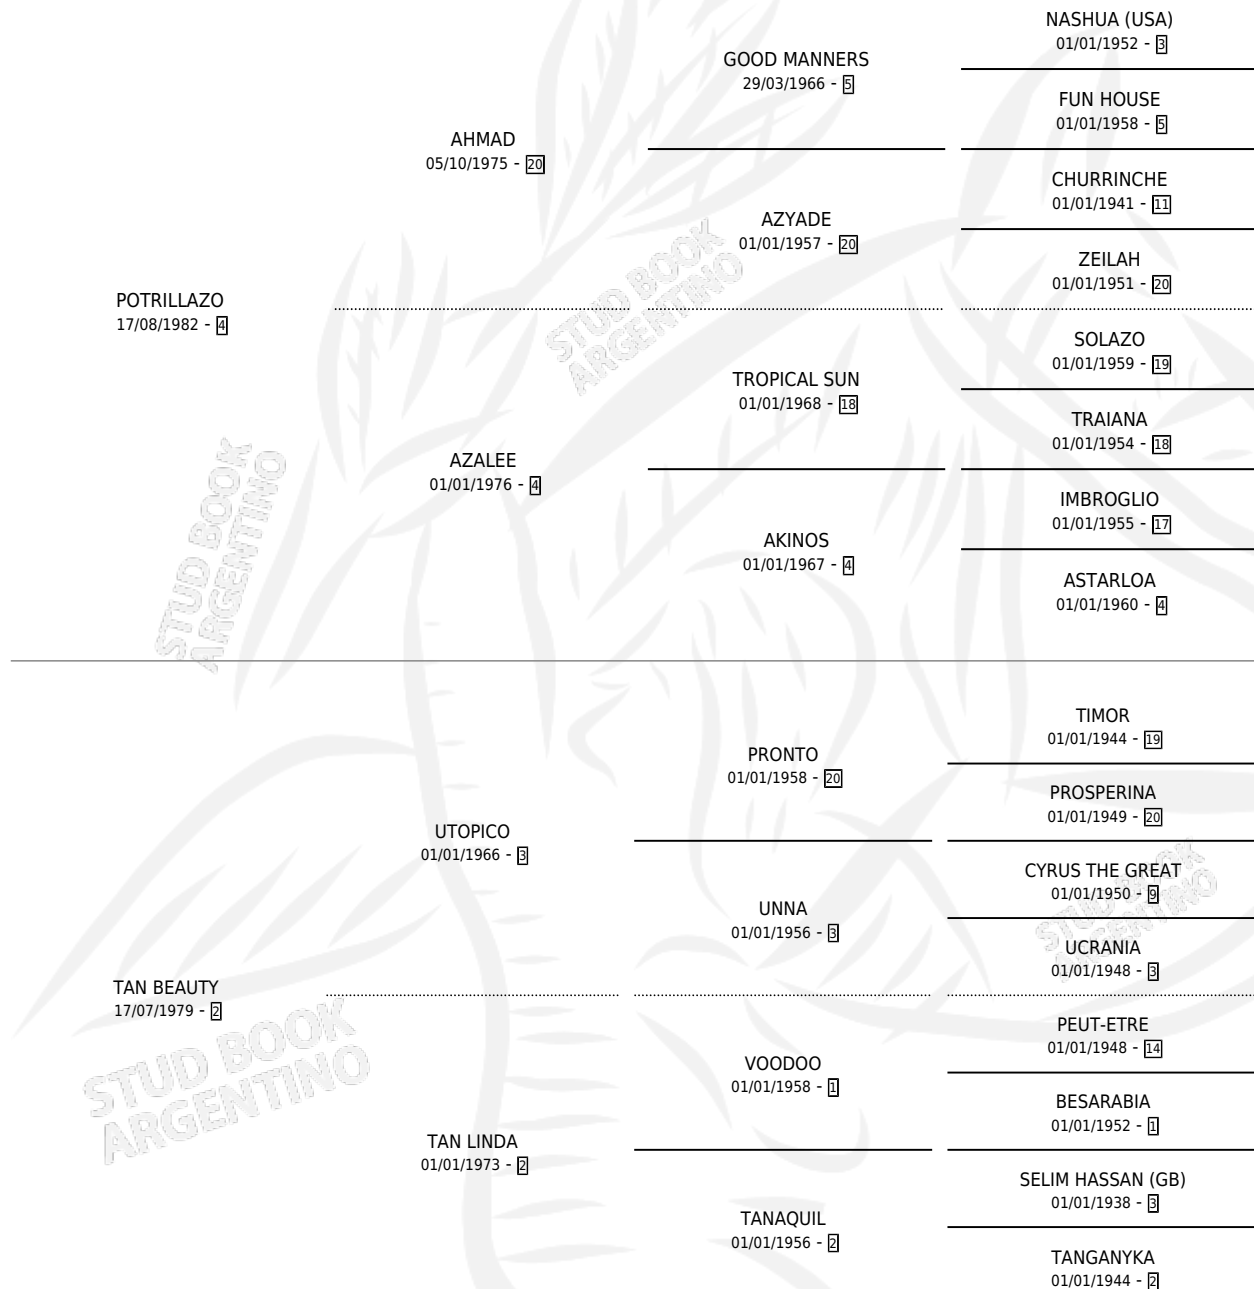 NASHUA (USA)
01/01/1952 - 3
GOOD MANNERS
29/03/1966 - 5
FUN HOUSE
01/01/1958 - 5
AHMAD
05/10/1975 - 20
CHURRINCHE
01/01/1941 - 11
AZYADE
01/01/1957 - 20
ZEILAH
01/01/1951 - 20
POTRILLAZO
17/08/1982 - 4
STUD BOOK
ARGENTINO
SOLAZO
01/01/1959 - 19
TROPICAL SUN
01/01/1968 - 18
TRAIANA
01/01/1954 - 18
AZALEE
01/01/1976 - 4
STUD BOOK
ARGENTINO
IMBROGLIO
01/01/1955 - 17
AKINOS
01/01/1967 - 4
ASTARLOA
01/01/1960 - 4
TIMOR
01/01/1944 - 19
PRONTO
01/01/1958 - 20
PROSPERINA
01/01/1949 - 20
UTOPICO
01/01/1966 - 3
CYRUS THE GREAT
01/01/1950 - 9
STUD BOOK
ARGENTINO
UNNA
01/01/1956 - 3
UCRANIA
01/01/1948 - 3
TAN BEAUTY
17/07/1979 - 2
STUD BOOK
ARGENTINO
PEUT-ETRE
01/01/1948 - 14
VOODOO
01/01/1958 - 1
BESARABIA
01/01/1952 - 1
TAN LINDA
01/01/1973 - 2
SELIM HASSAN (GB)
01/01/1938 - 3
TANAQUIL
01/01/1956 - 2
TANGANYKA
01/01/1944 - 2